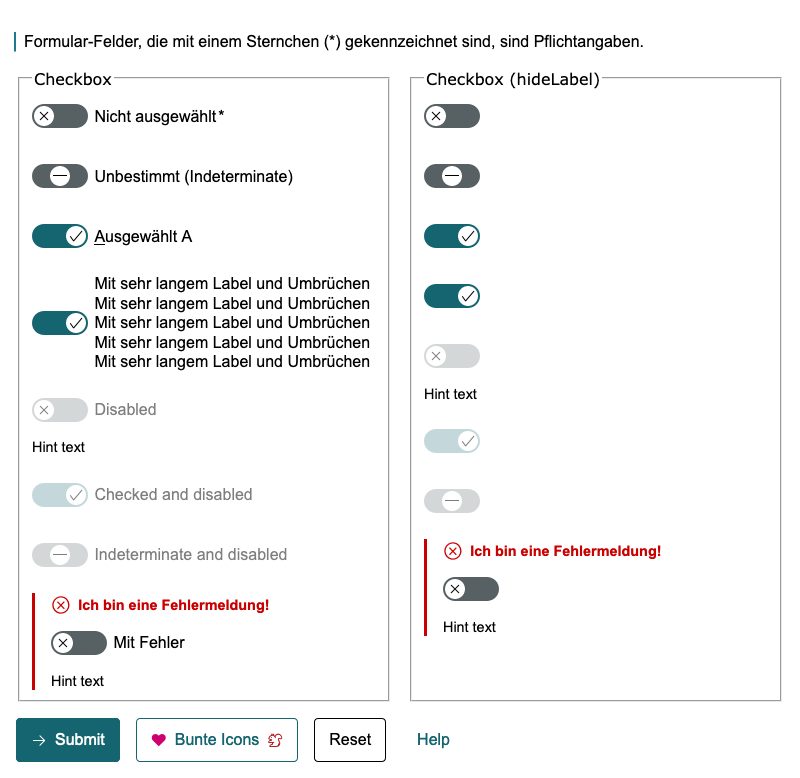 Formular-Felder, die mit einem Sternchen (*) gekennzeichnet sind, sind Pflichtangaben.
Checkbox
Nicht ausgewählt*
Unbestimmt (Indeterminate)
Ausgewählt A
Mit sehr langem Label und Umbrüchen
Mit sehr langem Label und Umbrüchen
Mit sehr langem Label und Umbrüchen
Mit sehr langem Label und Umbrüchen
Mit sehr langem Label und Umbrüchen
Disabled
Hint text
Checked and disabled
Indeterminate and disabled
Ich bin eine Fehlermeldung!
Mit Fehler
Hint text
Checkbox (hideLabel)
Hint text
Ich bin eine Fehlermeldung!
Hint text
Submit
Bunte Icons
Reset
Help